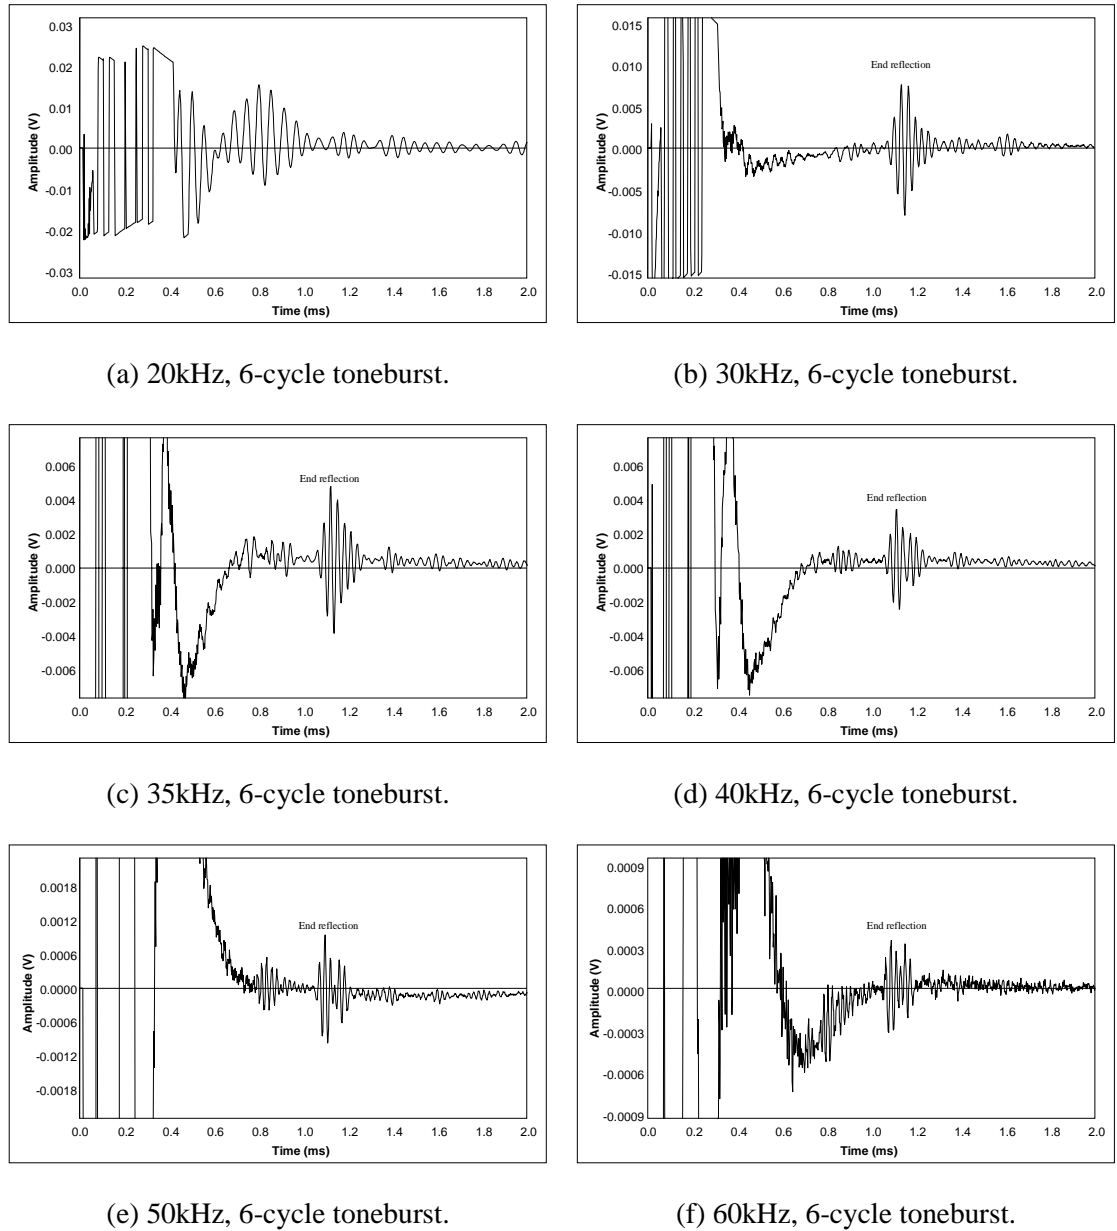 0.03
0.02
0.01
0.00
-0.01
-0.02
-0.03
Amplitude (V)
0.0 0.2 0.4 0.6 0.8 1.0 1.2 1.4 1.6 1.8 2.0
Time (ms)
(a) 20kHz, 6-cycle toneburst.
0.015
0.010
0.005
0.000
-0.005
-0.010
-0.015
Amplitude (V)
End reflection
0.0 0.2 0.4 0.6 0.8 1.0 1.2 1.4 1.6 1.8 2.0
Time (ms)
(b) 30kHz, 6-cycle toneburst.
0.006
0.004
0.002
0.000
-0.002
-0.004
-0.006
Amplitude (V)
End reflection
0.0 0.2 0.4 0.6 0.8 1.0 1.2 1.4 1.6 1.8 2.0
Time (ms)
(c) 35kHz, 6-cycle toneburst.
0.006
0.004
0.002
0.000
-0.002
-0.004
-0.006
Amplitude (V)
End reflection
0.0 0.2 0.4 0.6 0.8 1.0 1.2 1.4 1.6 1.8 2.0
Time (ms)
(d) 40kHz, 6-cycle toneburst.
0.0018
0.0012
0.0006
0.0000
-0.0006
-0.0012
-0.0018
Amplitude (V)
End reflection
0.0 0.2 0.4 0.6 0.8 1.0 1.2 1.4 1.6 1.8 2.0
Time (ms)
(e) 50kHz, 6-cycle toneburst.
0.0009
0.0006
0.0003
0.0000
-0.0003
-0.0006
-0.0009
Amplitude (V)
End reflection
0.0 0.2 0.4 0.6 0.8 1.0 1.2 1.4 1.6 1.8 2.0
Time (ms)
(f) 60kHz, 6-cycle toneburst.